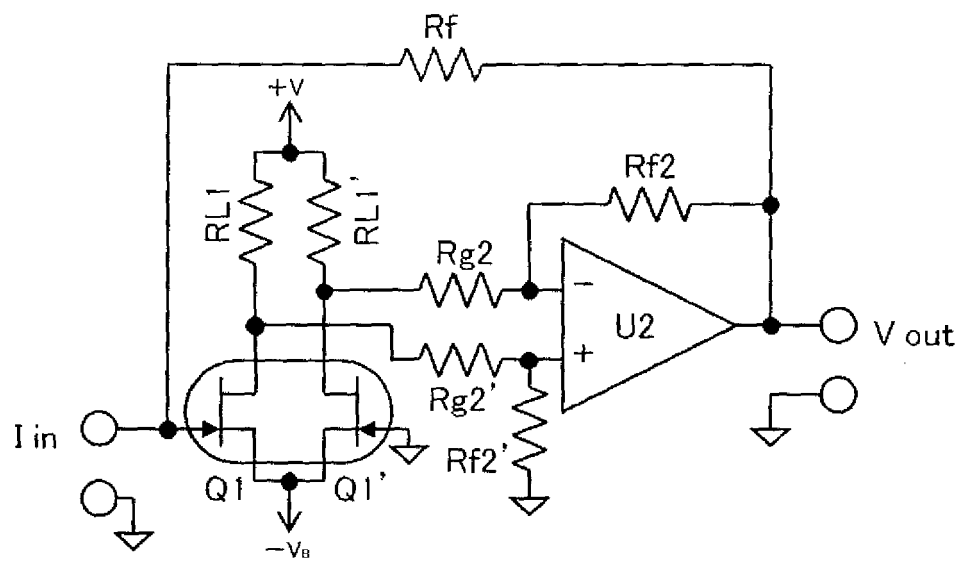 Rf
+V
RL1
RL1'
Rf2
Rg2
−
U2
+
V out
Rg2'
Rf2'
I in
Q1
Q1'
−VB